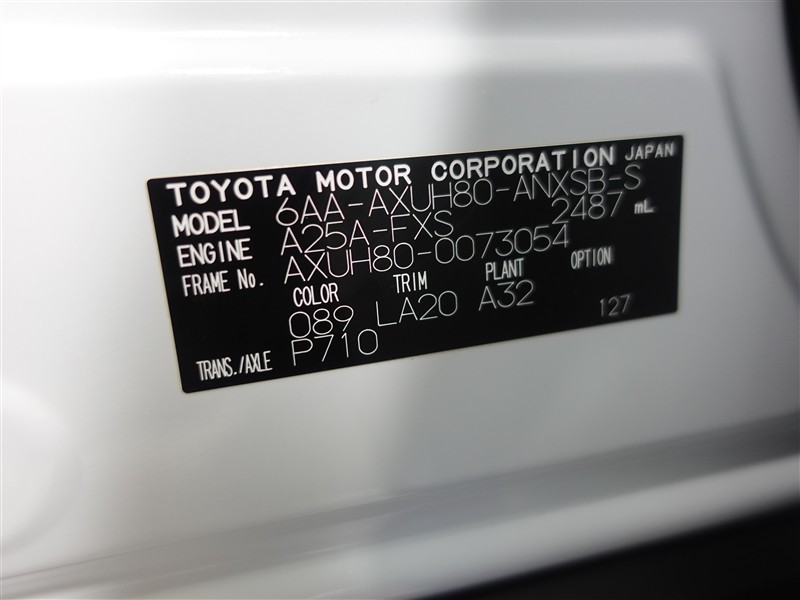 TOYOTA MOTOR CORPORATION JAPAN
MODEL 6AA-AXUH80-ANXSB-S
ENGINE A25A-FXS 2487 mL
FRAME No. AXUH80-0073054
COLOR TRIM PLANT OPTION
089 LA20 A32
TRANS./AXLE P710 127